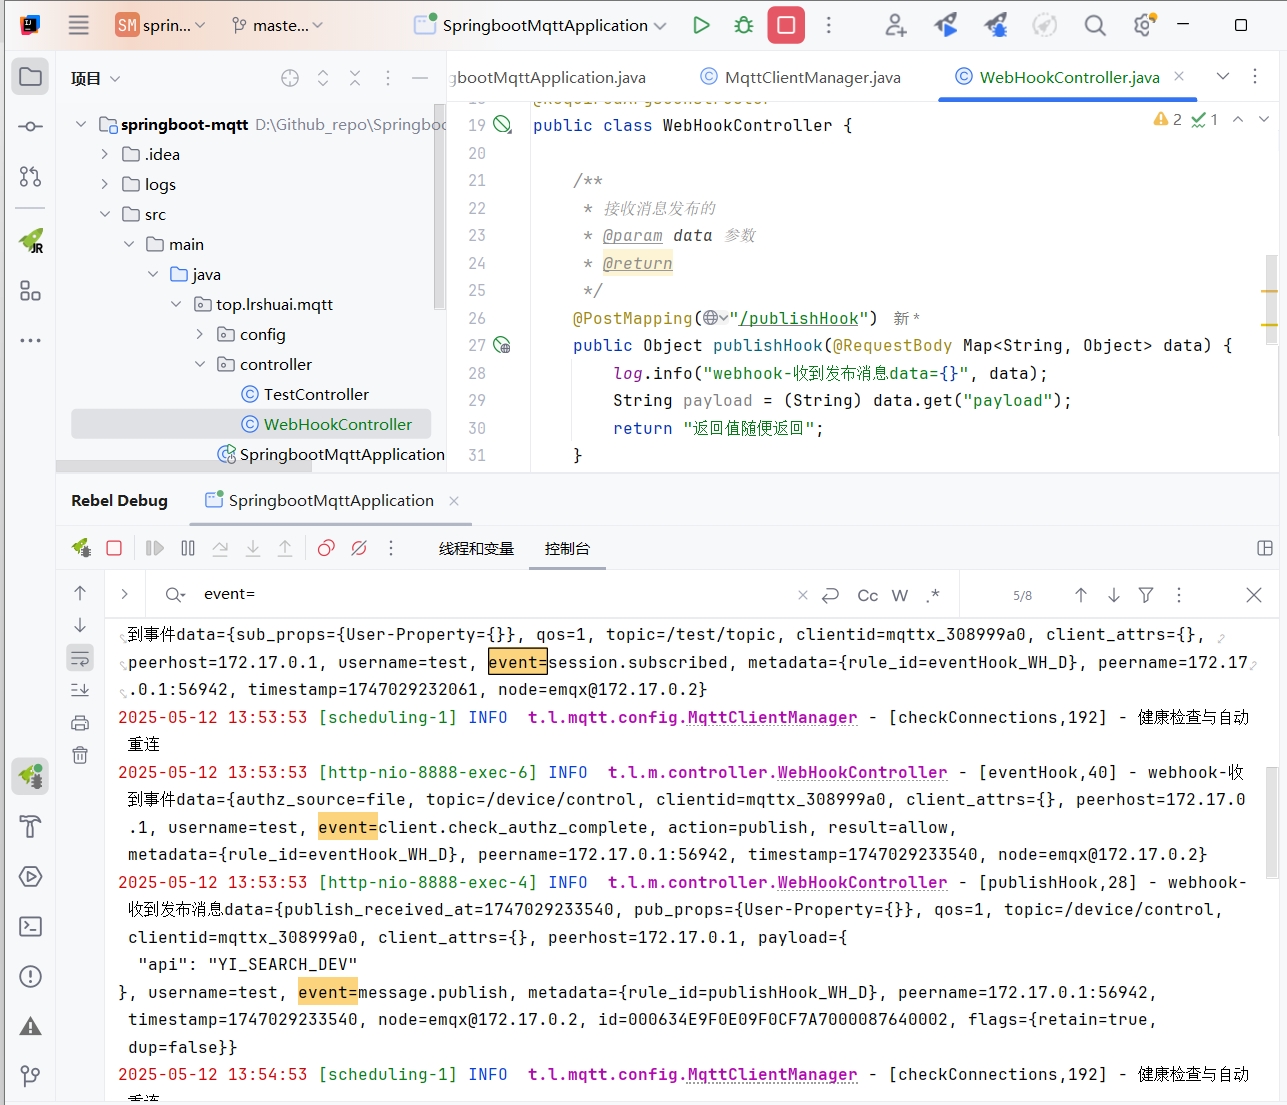 SM sprin... maste... SpringbootMqttApplication
项目
gbootMqttApplication.java MqttClientManager.java WebHookController.java
springboot-mqtt D:\Github_repo\Springboo
.idea
logs
src
main
java
top.lrshuai.mqtt
config
controller
TestController
WebHookController
SpringbootMqttApplication
2 1
18 @RequiredArgsConstructor
19 public class WebHookController {
20
21 /**
22 * 接收消息发布的
23 * @param data 参数
24 * @return
25 */
26 @PostMapping("/publishHook") 新 *
27 public Object publishHook(@RequestBody Map<String, Object> data) {
28 log.info("webhook-收到发布消息data={}", data);
29 String payload = (String) data.get("payload");
30 return "返回值随便返回";
31 }
Rebel Debug SpringbootMqttApplication
线程和变量 控制台
event= Cc W .* 5/8
到事件data={sub_props={User-Property={}}, qos=1, topic=/test/topic, clientid=mqttx_308999a0, client_attrs={},
peerhost=172.17.0.1, username=test, event=session.subscribed, metadata={rule_id=eventHook_WH_D}, peername=172.17
.0.1:56942, timestamp=1747029232061, node=emqx@172.17.0.2}
2025-05-12 13:53:53 [scheduling-1] INFO t.l.mqtt.config.MqttClientManager - [checkConnections,192] - 健康检查与自动
重连
2025-05-12 13:53:53 [http-nio-8888-exec-6] INFO t.l.m.controller.WebHookController - [eventHook,40] - webhook-收
到事件data={authz_source=file, topic=/device/control, clientid=mqttx_308999a0, client_attrs={}, peerhost=172.17.0
.1, username=test, event=client.check_authz_complete, action=publish, result=allow,
metadata={rule_id=eventHook_WH_D}, peername=172.17.0.1:56942, timestamp=1747029233540, node=emqx@172.17.0.2}
2025-05-12 13:53:53 [http-nio-8888-exec-4] INFO t.l.m.controller.WebHookController - [publishHook,28] - webhook-
收到发布消息data={publish_received_at=1747029233540, pub_props={User-Property={}}, qos=1, topic=/device/control,
clientid=mqttx_308999a0, client_attrs={}, peerhost=172.17.0.1, payload={
"api": "YI_SEARCH_DEV"
}, username=test, event=message.publish, metadata={rule_id=publishHook_WH_D}, peername=172.17.0.1:56942,
timestamp=1747029233540, node=emqx@172.17.0.2, id=000634E9F0E09F0CF7A7000087640002, flags={retain=true,
dup=false}}
2025-05-12 13:54:53 [scheduling-1] INFO t.l.mqtt.config.MqttClientManager - [checkConnections,192] - 健康检查与自动
重连